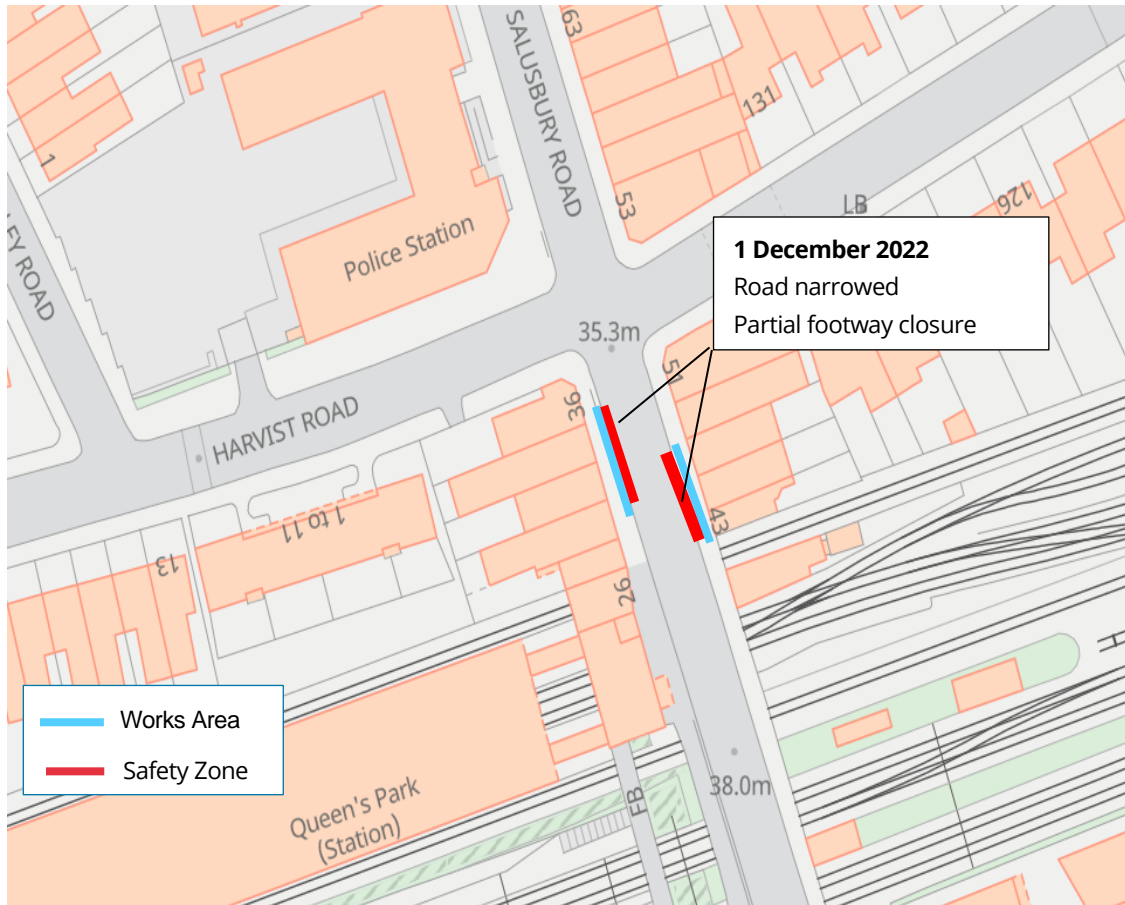 63
SALUSBURY ROAD
131
1
53
LB
126
EY ROAD
Police Station
1 December 2022
Road narrowed
Partial footway closure
35.3m
51
36
HARVIST ROAD
43
1 to 11
13
26
Works Area
Safety Zone
38.0m
Queen's Park
(Station)
FB